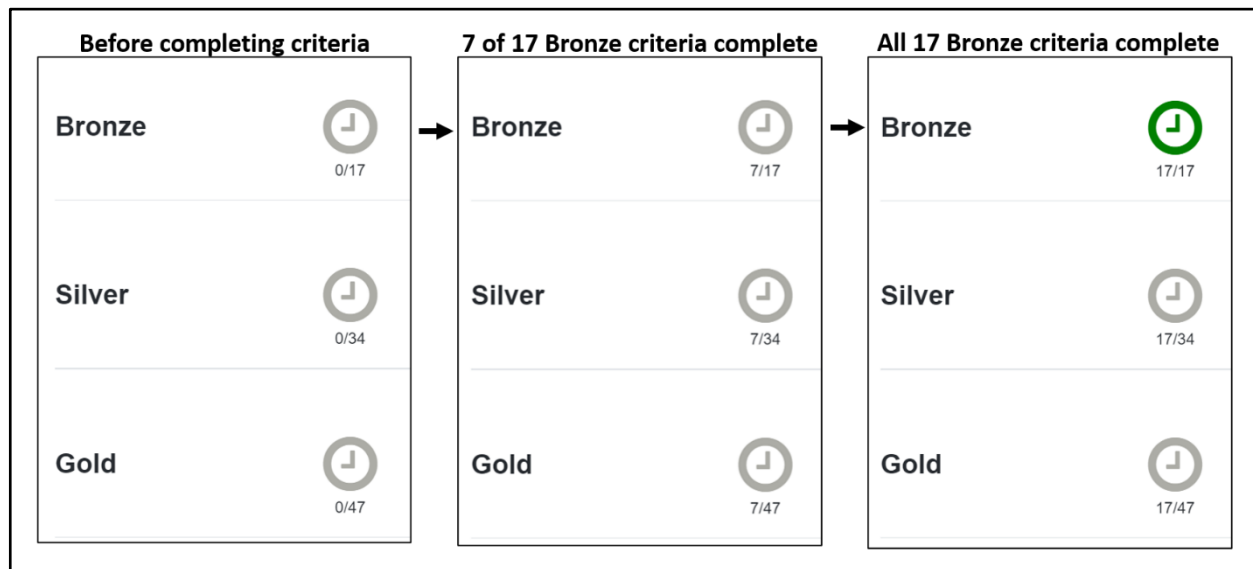 Before completing criteria
Bronze
0/17
Silver
0/34
Gold
0/47
7 of 17 Bronze criteria complete
Bronze
7/17
Silver
7/34
Gold
7/47
All 17 Bronze criteria complete
Bronze
17/17
Silver
17/34
Gold
17/47